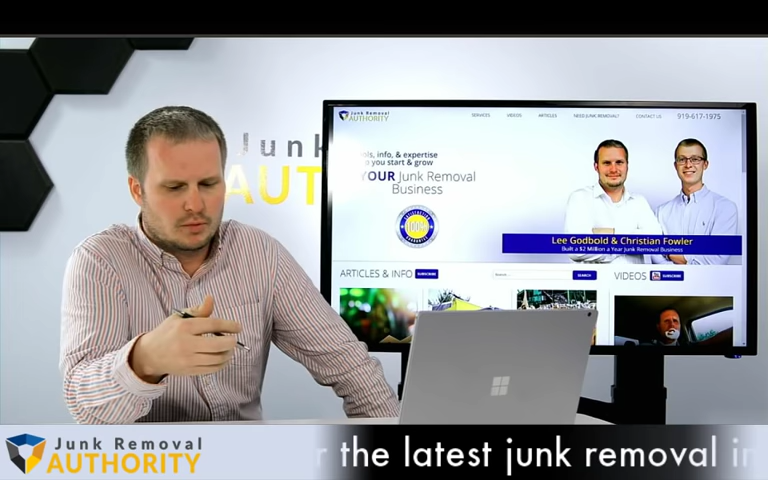 Junk Removal
AUTHORITY
SERVICES VIDEOS ARTICLES NEED JUNK REMOVAL? CONTACT US 919-617-1975
Junk
AUT
ols, info, & expertise
o you start & grow
YOUR Junk Removal
Business
100%
Lee Godbold & Christian Fowler
Built a $2 Million a Year Junk Removal Business
ARTICLES & INFO SUBSCRIBE Search... SEARCH VIDEOS SUBSCRIBE
Junk Removal
AUTHORITY
r the latest junk removal in